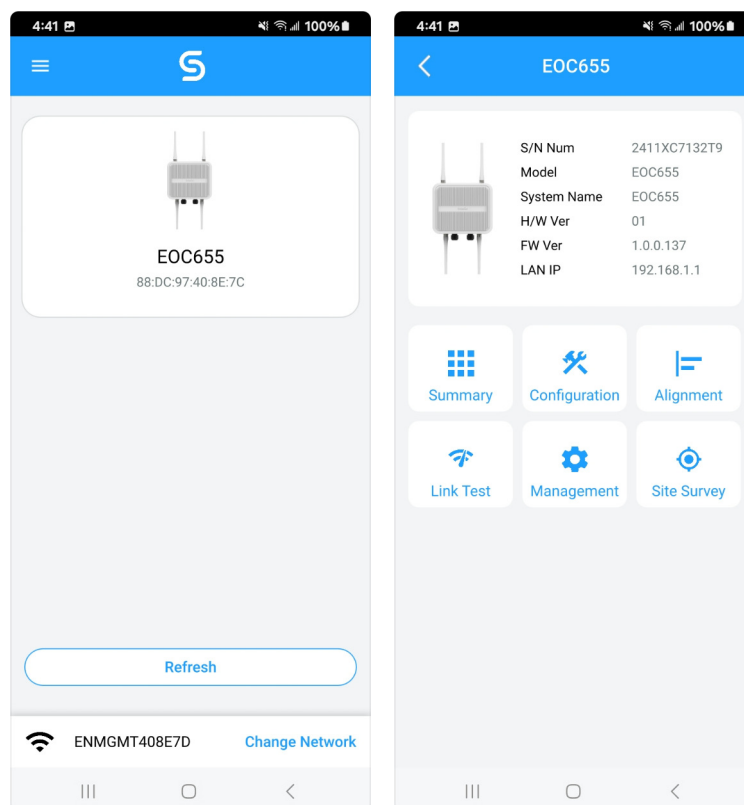 4:41 100%
EOC655
88:DC:97:40:8E:7C
Refresh
ENMGMT408E7D Change Network
4:41 100%
EOC655
S/N Num 2411XC7132T9
Model EOC655
System Name EOC655
H/W Ver 01
FW Ver 1.0.0.137
LAN IP 192.168.1.1
Summary Configuration Alignment
Link Test Management Site Survey